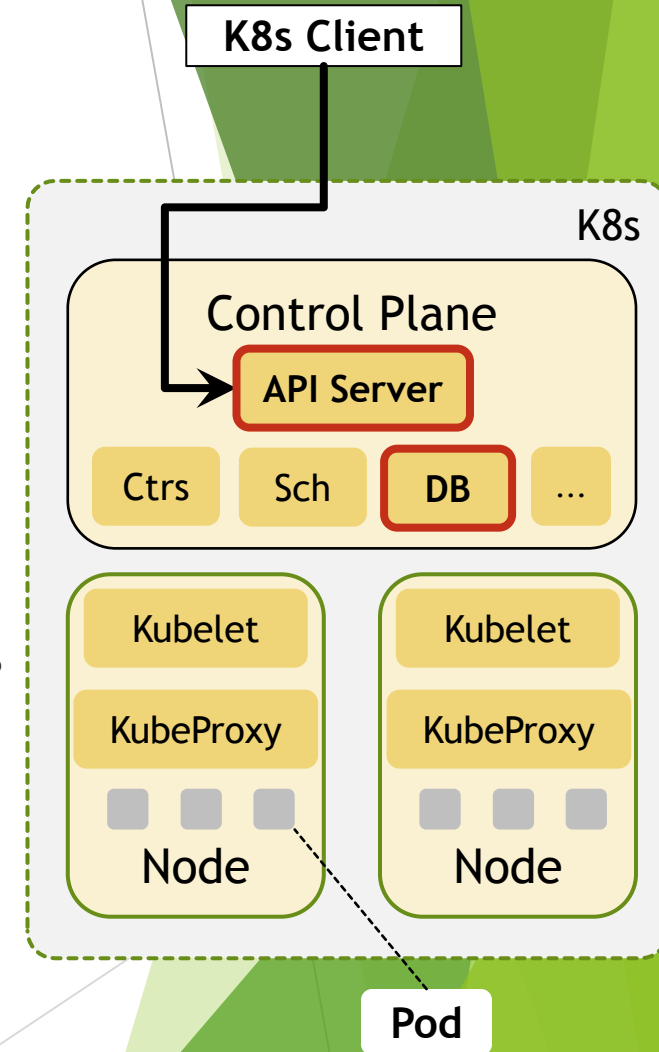 K8s Client
K8s
Control Plane
API Server
Ctrs
Sch
DB
...
Kubelet
KubeProxy
Node
Kubelet
KubeProxy
Node
Pod